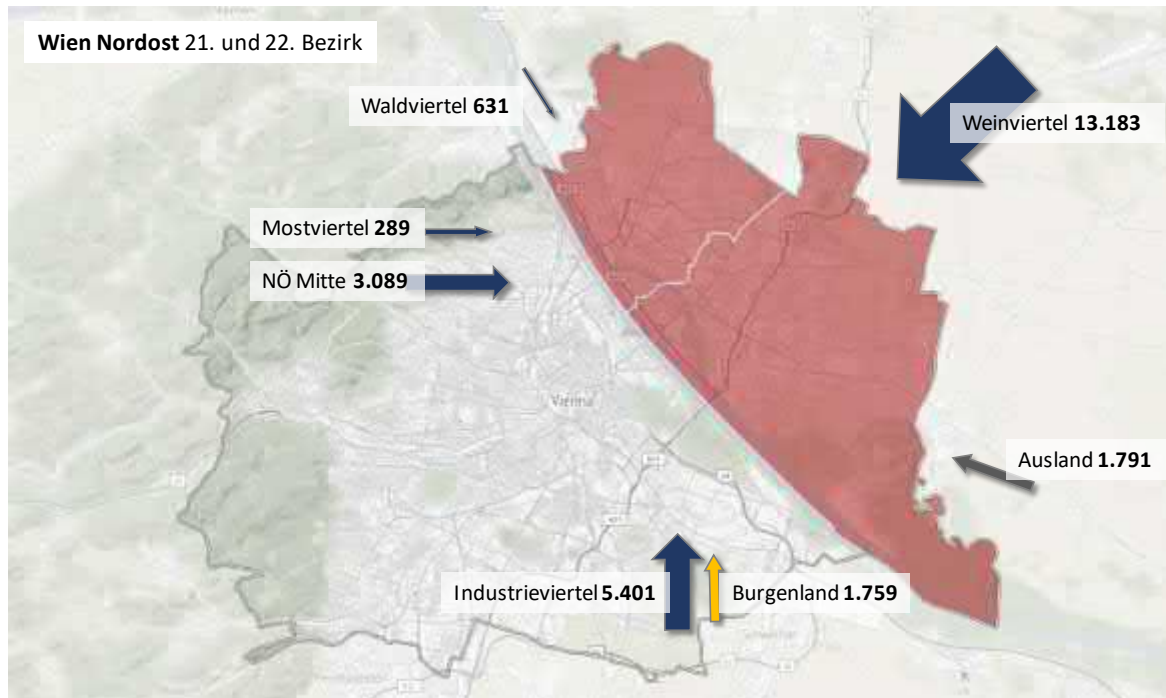 Wien Nordost 21. und 22. Bezirk
Waldviertel 631
Weinviertel 13.183
Mostviertel 289
NÖ Mitte 3.089
Vienna
Ausland 1.791
Industrieviertel 5.401
Burgenland 1.759